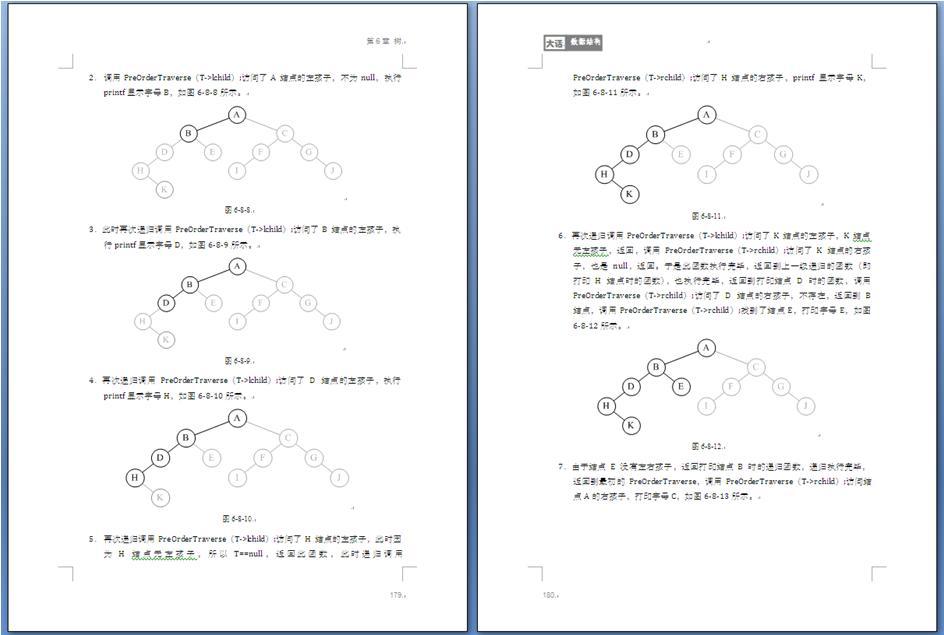 第 6 章 树
2. 调用 PreOrderTraverse（T->lchild）;访问了 A 结点的左孩子，不为 null，执行
printf 显示字母 B，如图 6-8-8 所示。
A
B
C
D
E
F
G
H
I
J
K
图 6-8-8
3. 此时再次递归调用 PreOrderTraverse（T->lchild）;访问了 B 结点的左孩子，执
行 printf 显示字母 D，如图 6-8-9 所示。
A
B
C
D
E
F
G
H
I
J
K
图 6-8-9
4. 再次递归调用 PreOrderTraverse（T->lchild）;访问了 D 结点的左孩子，执行
printf 显示字母 H，如图 6-8-10 所示。
A
B
C
D
E
F
G
H
I
J
K
图 6-8-10
5. 再次递归调用 PreOrderTraverse（T->lchild）;访问了 H 结点的左孩子，此时因
为 H 结点无左孩子，所以 T==null，返回此函数，此时递归调用
179
大话 数据结构
PreOrderTraverse（T->rchild）;访问了 H 结点的右孩子，printf 显示字母 K，
如图 6-8-11 所示。
A
B
C
D
E
F
G
H
I
J
K
图 6-8-11
6. 再次递归调用 PreOrderTraverse（T->lchild）;访问了 K 结点的左孩子，K 结点
无左孩子，返回，调用 PreOrderTraverse（T->rchild）;访问了 K 结点的右孩
子，也是 null，返回。于是此函数执行完毕，返回到上一级递归的函数（即
打印 H 结点时的函数），也执行完毕，返回到打印结点 D 时的函数，调用
PreOrderTraverse（T->rchild）;访问了 D 结点的右孩子，不存在，返回到 B
结点，调用 PreOrderTraverse（T->rchild）;找到了结点 E，打印字母 E，如图
6-8-12 所示。
A
B
C
D
E
F
G
H
I
J
K
图 6-8-12
7. 由于结点 E 没有左右孩子，返回打印结点 B 时的递归函数，递归执行完毕，
返回到最初的 PreOrderTraverse，调用 PreOrderTraverse（T->rchild）;访问结
点 A 的右孩子，打印字母 C，如图 6-8-13 所示。
180